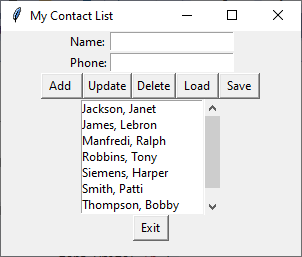 My Contact List
Name:
Phone:
Add Update Delete Load Save
Jackson, Janet
James, Lebron
Manfredi, Ralph
Robbins, Tony
Siemens, Harper
Smith, Patti
Thompson, Bobby
Exit